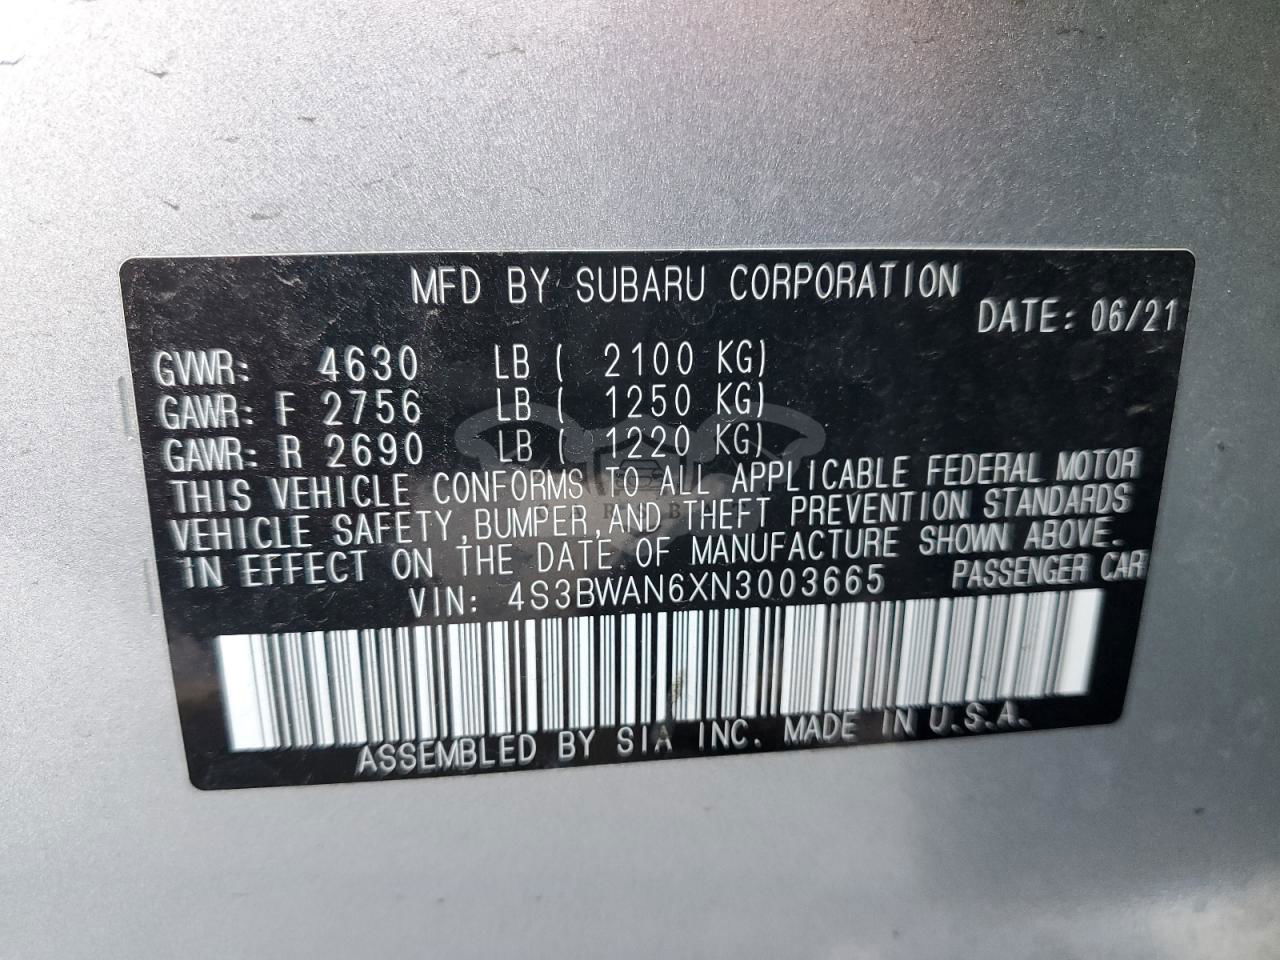 MFD BY SUBARU CORPORATION
DATE: 06/21
GVWR: 4630 LB ( 2100 KG)
GAWR: F 2756 LB ( 1250 KG)
GAWR: R 2690 LB ( 1220 KG)
THIS VEHICLE CONFORMS TO ALL APPLICABLE FEDERAL MOTOR
VEHICLE SAFETY, BUMPER, AND THEFT PREVENTION STANDARDS
IN EFFECT ON THE DATE OF MANUFACTURE SHOWN ABOVE.
VIN: 4S3BWAN6XN3003665 PASSENGER CAR
ASSEMBLED BY SIA INC. MADE IN U.S.A.